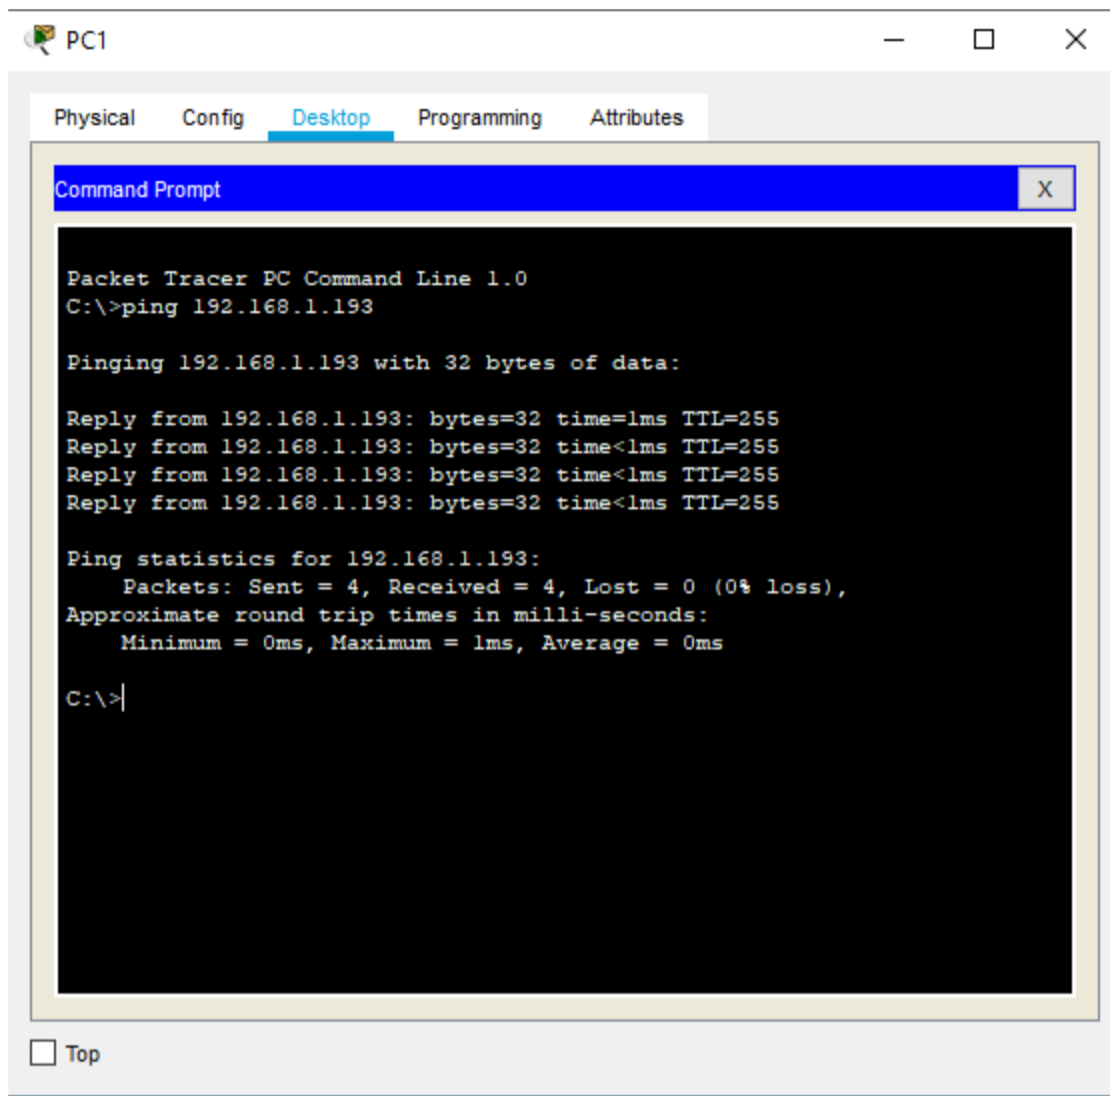 PC1
Physical Config Desktop Programming Attributes
Command Prompt X
Packet Tracer PC Command Line 1.0
C:\>ping 192.168.1.193
Pinging 192.168.1.193 with 32 bytes of data:
Reply from 192.168.1.193: bytes=32 time=1ms TTL=255
Reply from 192.168.1.193: bytes=32 time<1ms TTL=255
Reply from 192.168.1.193: bytes=32 time<1ms TTL=255
Reply from 192.168.1.193: bytes=32 time<1ms TTL=255
Ping statistics for 192.168.1.193:
Packets: Sent = 4, Received = 4, Lost = 0 (0% loss),
Approximate round trip times in milli-seconds:
Minimum = 0ms, Maximum = 1ms, Average = 0ms
C:\>
Top